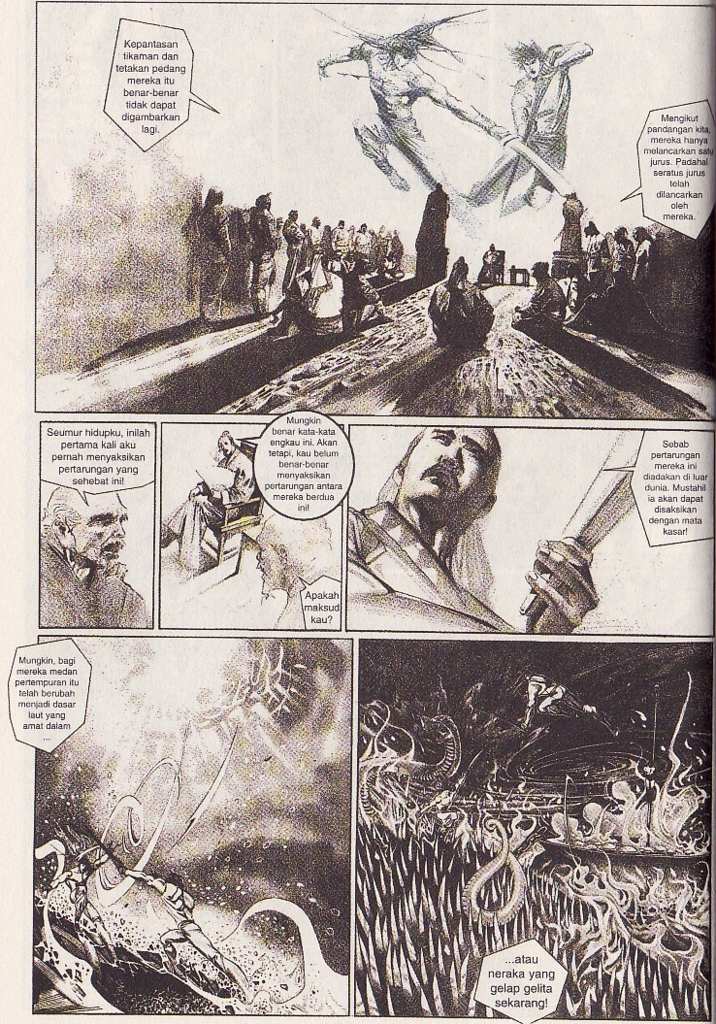 Kepantasan
tikaman dan
tetakan pedang
mereka itu
benar-benar
tidak dapat
digambarkan
lagi.
Mengikut
pandangan kita,
mereka hanya
melancarkan satu
jurus. Padahal
seratus jurus
telah
dilancarkan
oleh
mereka.
Seumur hidupku, inilah
pertama kali aku
pernah menyaksikan
pertarungan yang
sehebat ini!
Mungkin
benar kata-kata
engkau ini. Akan
tetapi, kau belum
benar-benar
menyaksikan
pertarungan antara
mereka berdua
ini!
Apakah
maksud
kau?
Sebab
pertarungan
mereka ini
diadakan di luar
dunia. Mustahil
ia akan dapat
disaksikan
dengan mata
kasar!
Mungkin, bagi
mereka medan
pertempuran itu
telah berubah
menjadi dasar
laut yang
amat dalam
...
...atau
neraka yang
gelap gelita
sekarang!